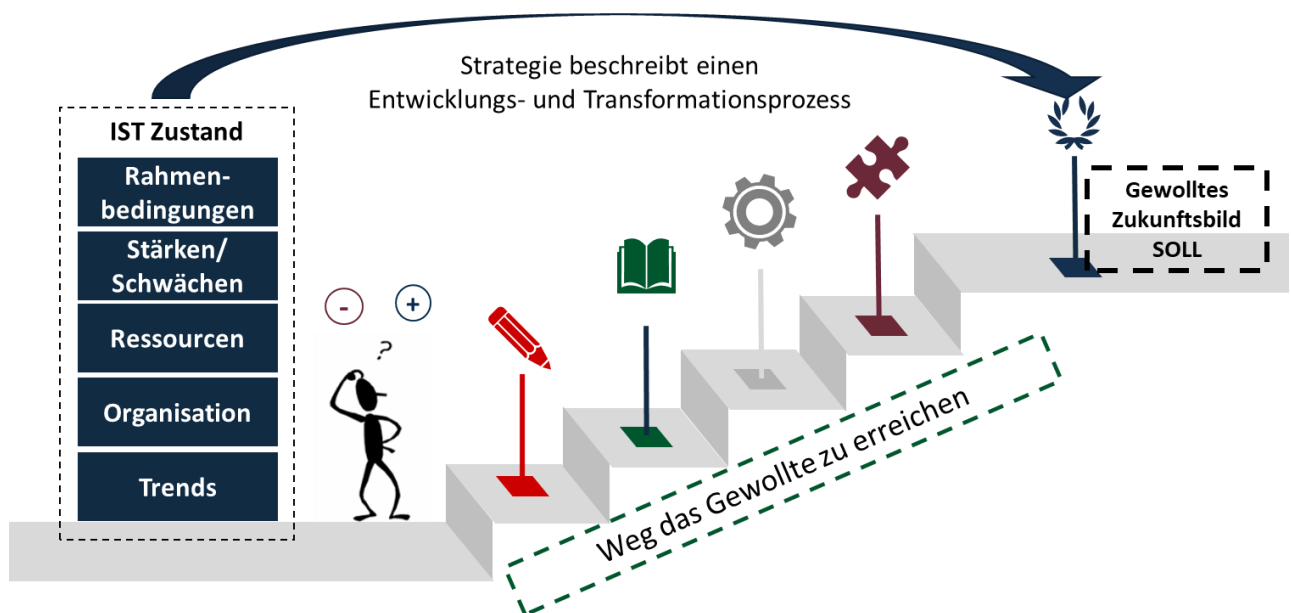 Strategie beschreibt einen
Entwicklungs- und Transformationsprozess
IST Zustand
Rahmen-
bedingungen
Stärken/
Schwächen
Ressourcen
Organisation
Trends
-
+
?
Weg das Gewollte zu erreichen
Gewolltes
Zukunftsbild
SOLL